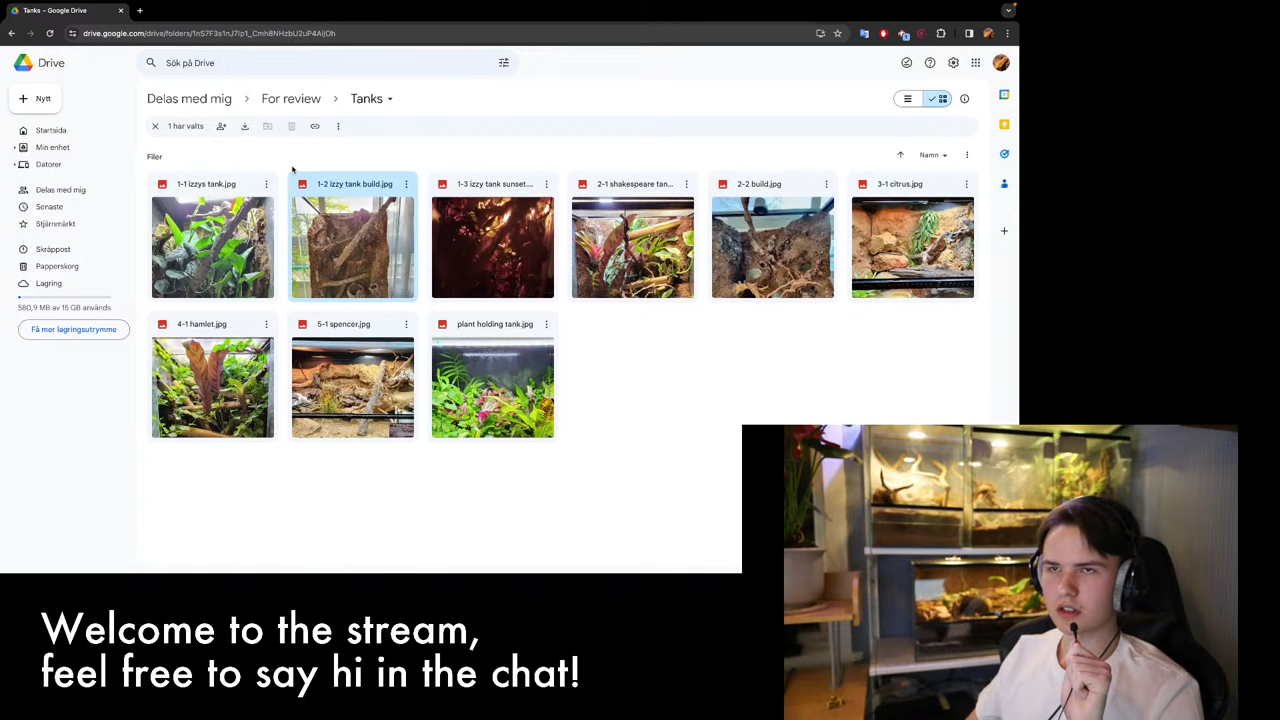 Tanks – Google Drive
drive.google.com/drive/folders/1nS7F3s1nJ7Ip1_Cmh8NHzbU2uP4AljOh
Drive
Sök på Drive
Nytt
Delas med mig
For review
Tanks
1 har valts
Startsida
Min enhet
Datorer
Delas med mig
Senaste
Stjärnmärkt
Skräppost
Papperskorg
Lagring
580,9 MB av 15 GB används
Få mer lagringsutrymme
Filer
Namn
1-1 izzys tank.jpg
1-2 izzy tank build.jpg
1-3 izzy tank sunset....
2-1 shakespeare tan...
2-2 build.jpg
3-1 citrus.jpg
4-1 hamlet.jpg
5-1 spencer.jpg
plant holding tank.jpg
Welcome to the stream,
feel free to say hi in the chat!